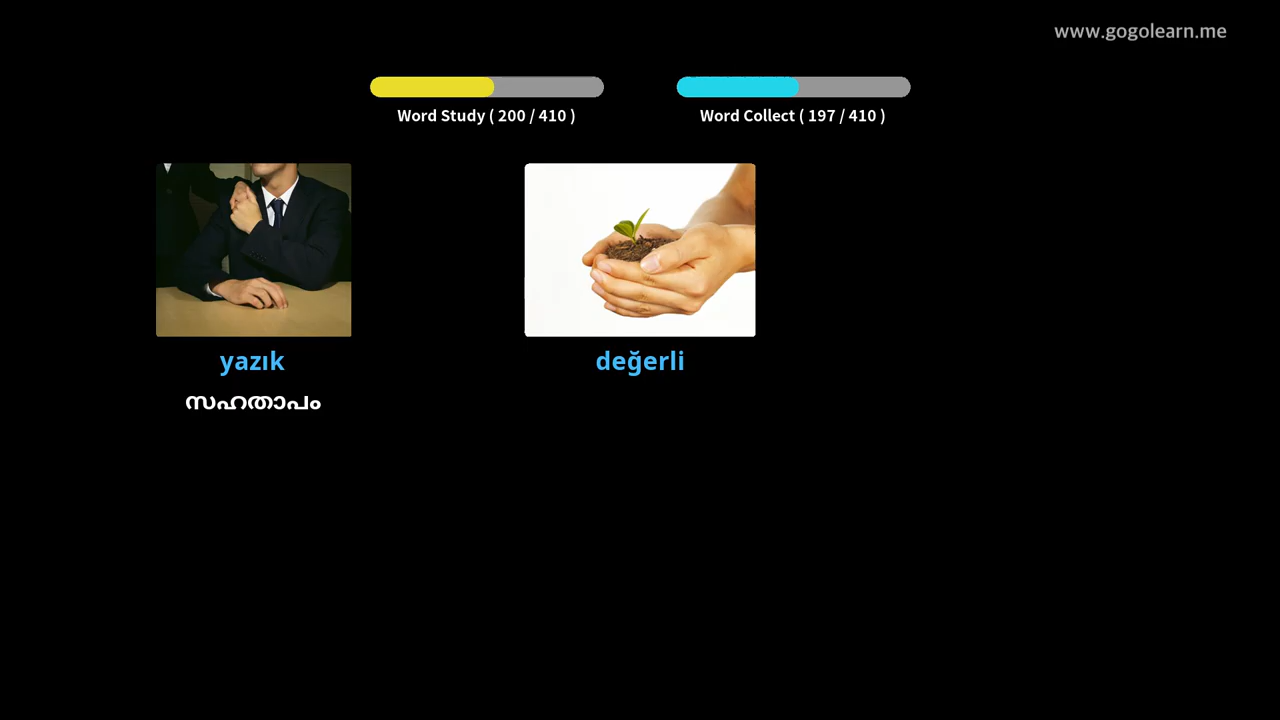 www.gogolearn.me
Word Study ( 200 / 410 )
Word Collect ( 197 / 410 )
yazık
değerli
സഹതാപം